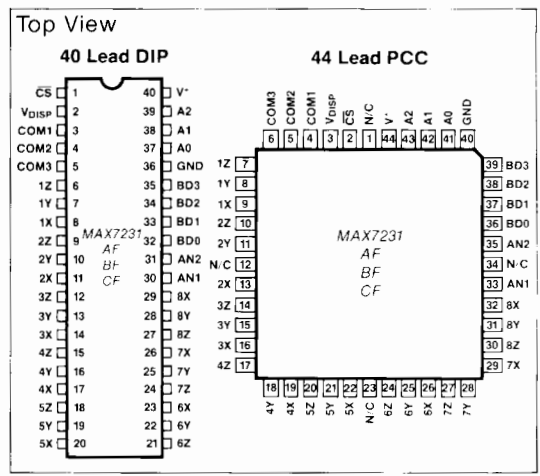 Top View
40 Lead DIP
44 Lead PCC
CS 1 40 V+
VDISP 2 39 A2
COM1 3 38 A1
COM2 4 37 A0
COM3 5 36 GND
1Z 6 35 BD3
1Y 7 34 BD2
1X 8 33 BD1
2Z 9 MAX7231 32 BD0
2Y 10 AF 31 AN2
2X 11 BF 30 AN1
3Z 12 CF 29 8X
3Y 13 28 8Y
3X 14 27 8Z
4Z 15 26 7X
4Y 16 25 7Y
4X 17 24 7Z
5Z 18 23 6X
5Y 19 22 6Y
5X 20 21 6Z
COM3 COM2 COM1 VDISP CS N/C V+ A2 A1 A0 GND
6 5 4 3 2 1 44 43 42 41 40
1Z 7 39 BD3
1Y 8 38 BD2
1X 9 37 BD1
2Z 10 36 BD0
2Y 11 MAX7231 35 AN2
N/C 12 AF 34 N/C
2X 13 BF 33 AN1
3Z 14 CF 32 8X
3Y 15 31 8Y
3X 16 30 8Z
4Z 17 29 7X
18 19 20 21 22 23 24 25 26 27 28
4Y 4X 5Z 5Y 5X N/C 6Z 6Y 6X 7Z 7Y